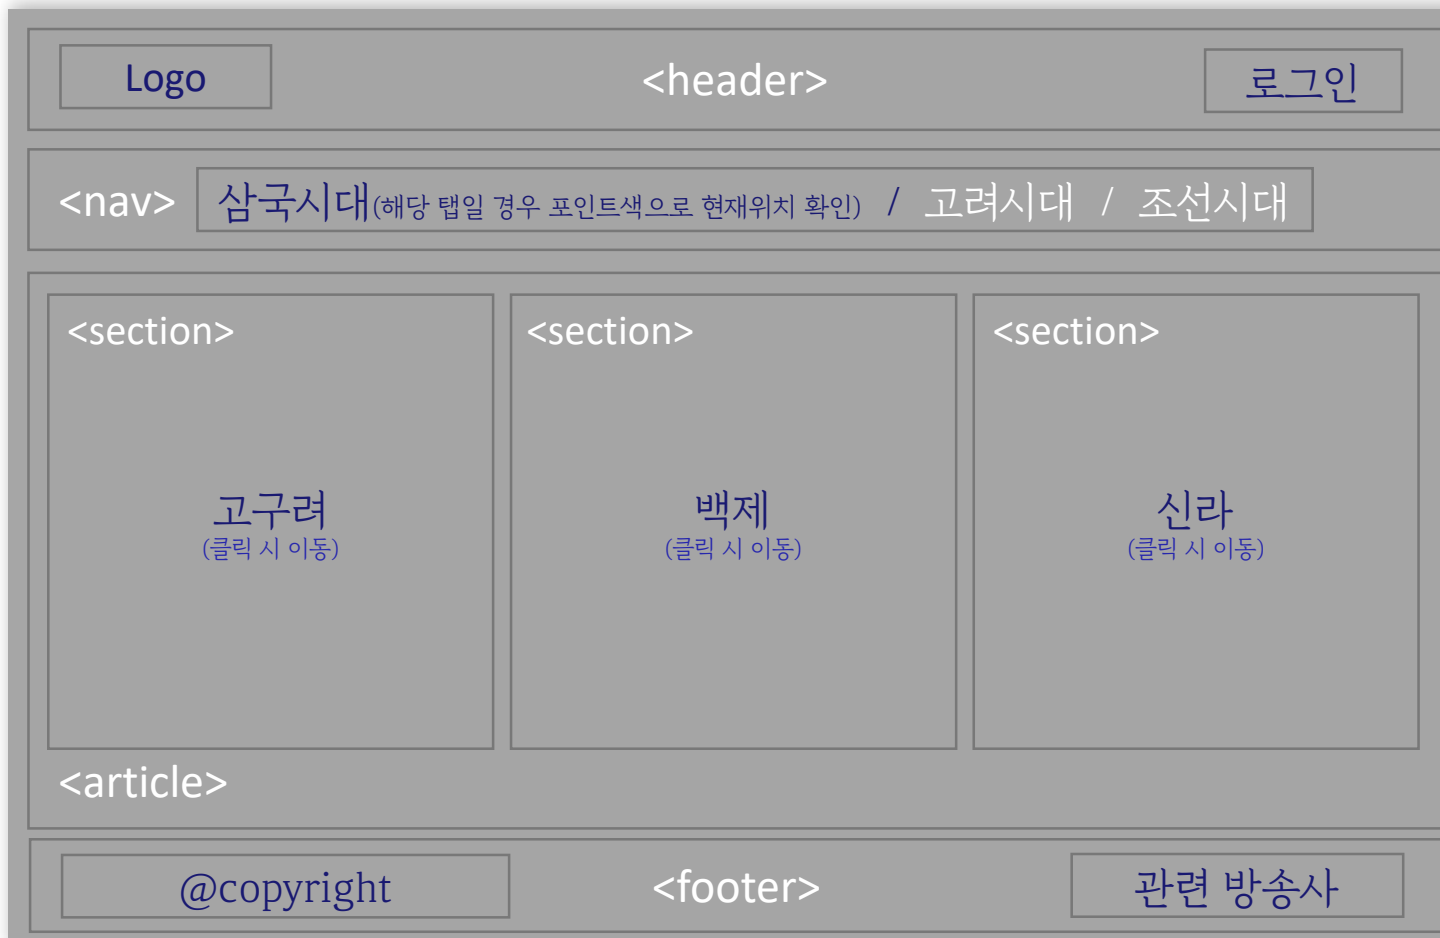 Logo <header> 로그인
<nav> 삼국시대(해당 탭일 경우 포인트색으로 현재위치 확인) / 고려시대 / 조선시대
<section> <section> <section>
고구려 백제 신라
(클릭 시 이동) (클릭 시 이동) (클릭 시 이동)
<article>
@copyright <footer> 관련 방송사